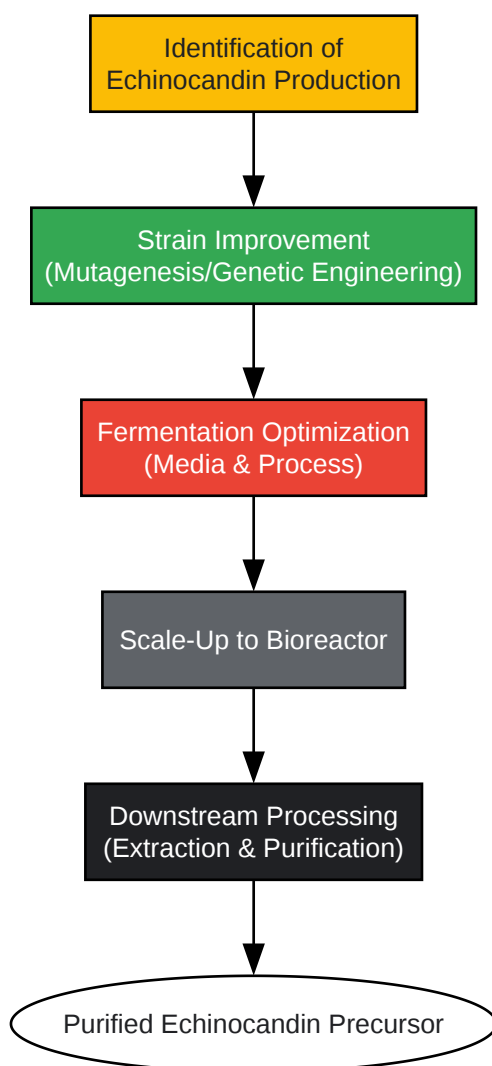 Identification of
Echinocandin Production
Strain Improvement
(Mutagenesis/Genetic Engineering)
Fermentation Optimization
(Media & Process)
Scale-Up to Bioreactor
Downstream Processing
(Extraction & Purification)
Purified Echinocandin Precursor